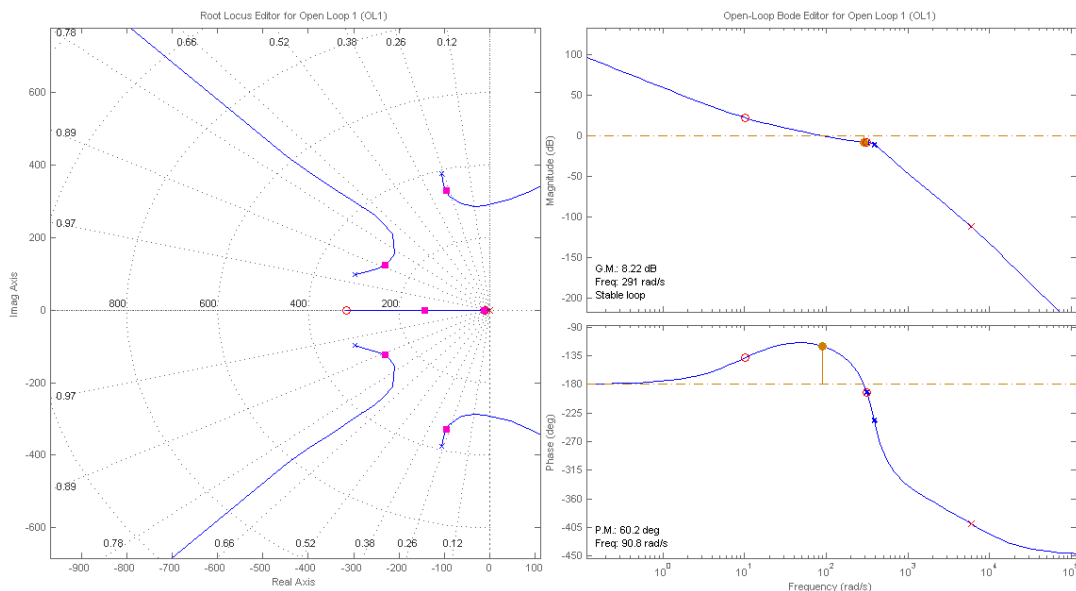 Root Locus Editor for Open Loop 1 (OL1)
0.78 0.66 0.52 0.38 0.26 0.12
0.89
0.97
800 600 400 200
0.97
0.89
0.78 0.66 0.52 0.38 0.26 0.12
600
400
200
0
-200
-400
-600
Imag Axis
-900 -800 -700 -600 -500 -400 -300 -200 -100 0 100
Real Axis
Open-Loop Bode Editor for Open Loop 1 (OL1)
100
50
0
-50
-100
-150
-200
Magnitude (dB)
G.M.: 8.22 dB
Freq: 291 rad/s
Stable loop
-90
-135
-180
-225
-270
-315
-360
-405
-450
Phase (deg)
P.M.: 60.2 deg
Freq: 90.8 rad/s
10^0 10^1 10^2 10^3 10^4 10^5
Frequency (rad/s)